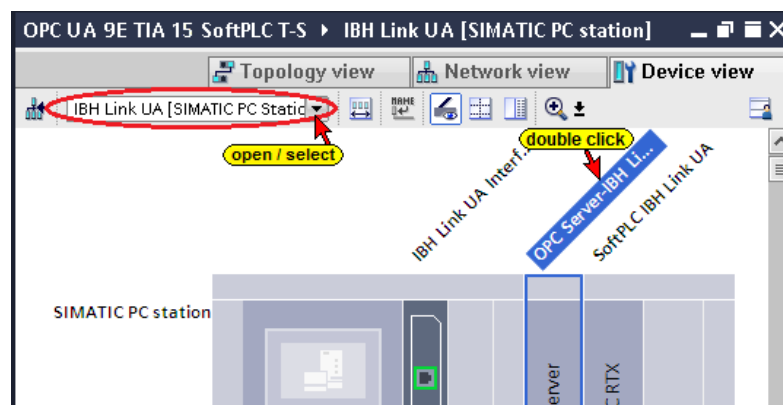 OPC UA 9E TIA 15 SoftPLC T-S ▸ IBH Link UA [SIMATIC PC station]
Topology view
Network view
Device view
IBH Link UA [SIMATIC PC Static
open / select
double click
IBH Link UA Interf...
OPC Server-IBH Li...
SoftPLC IBH Link UA
SIMATIC PC station
erver
C RTX